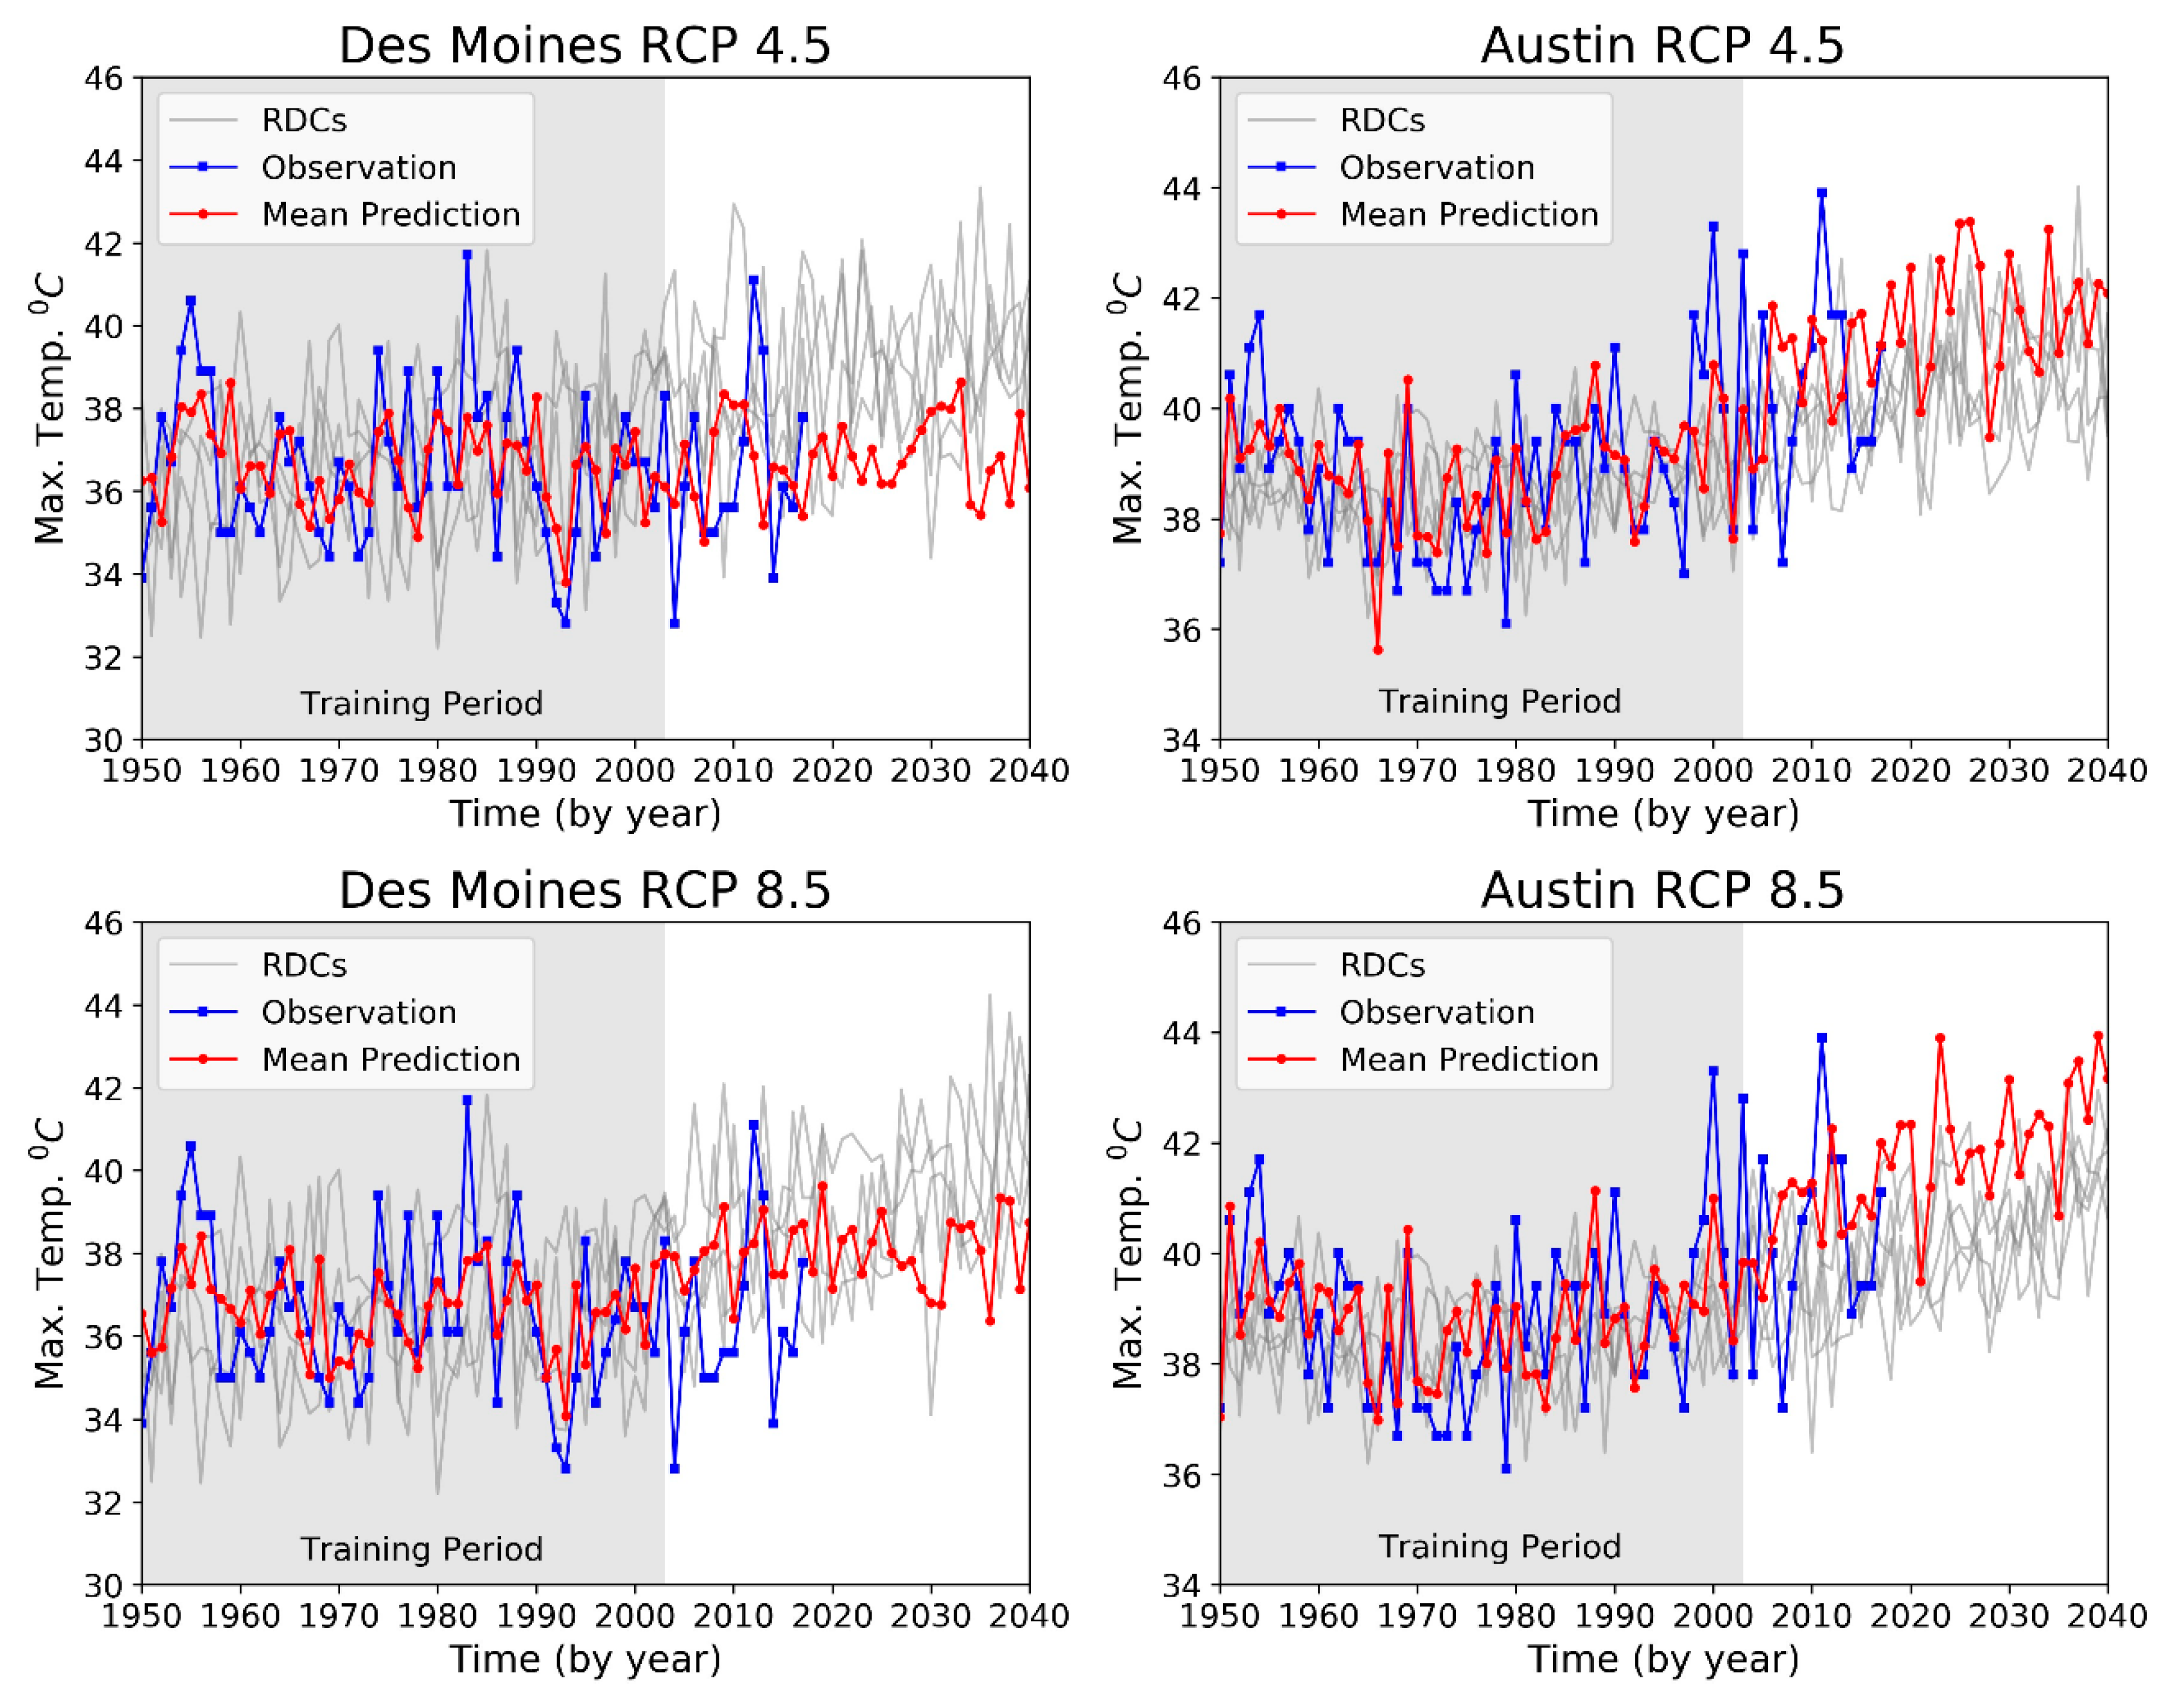 Des Moines RCP 4.5
46
44
42
40
38
36
34
32
30
Max. Temp. ⁰C
RDCs
Observation
Mean Prediction
Training Period
1950 1960 1970 1980 1990 2000 2010 2020 2030 2040
Time (by year)
Austin RCP 4.5
46
44
42
40
38
36
34
Max. Temp. ⁰C
RDCs
Observation
Mean Prediction
Training Period
1950 1960 1970 1980 1990 2000 2010 2020 2030 2040
Time (by year)
Des Moines RCP 8.5
46
44
42
40
38
36
34
32
30
Max. Temp. ⁰C
RDCs
Observation
Mean Prediction
Training Period
1950 1960 1970 1980 1990 2000 2010 2020 2030 2040
Time (by year)
Austin RCP 8.5
46
44
42
40
38
36
34
Max. Temp. ⁰C
RDCs
Observation
Mean Prediction
Training Period
1950 1960 1970 1980 1990 2000 2010 2020 2030 2040
Time (by year)